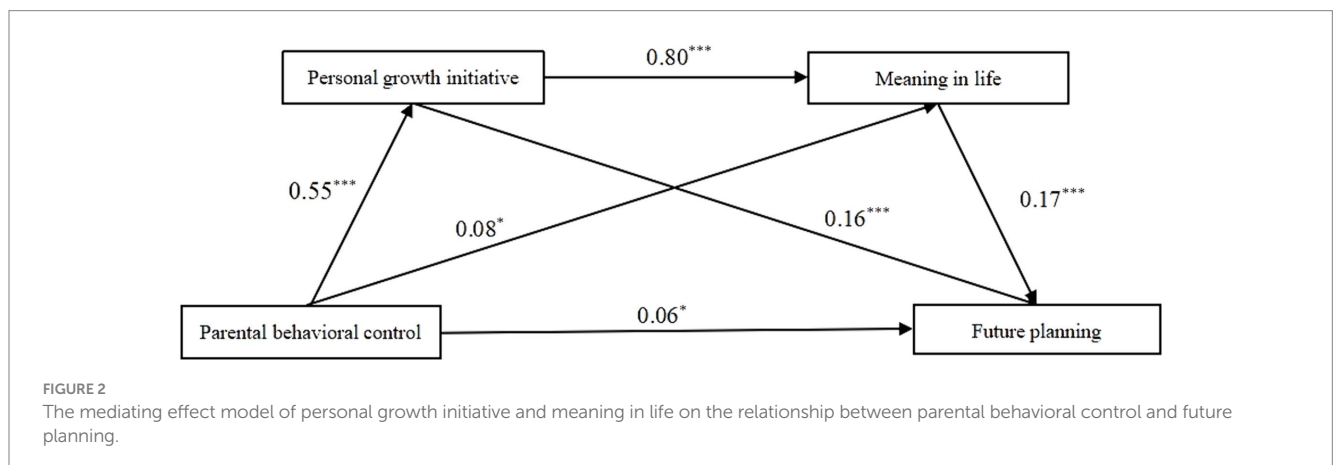 0.80***
Personal growth initiative
Meaning in life
0.55***
0.08*
0.16***
0.17***
0.06*
Parental behavioral control
Future planning
FIGURE 2
The mediating effect model of personal growth initiative and meaning in life on the relationship between parental behavioral control and future
planning.